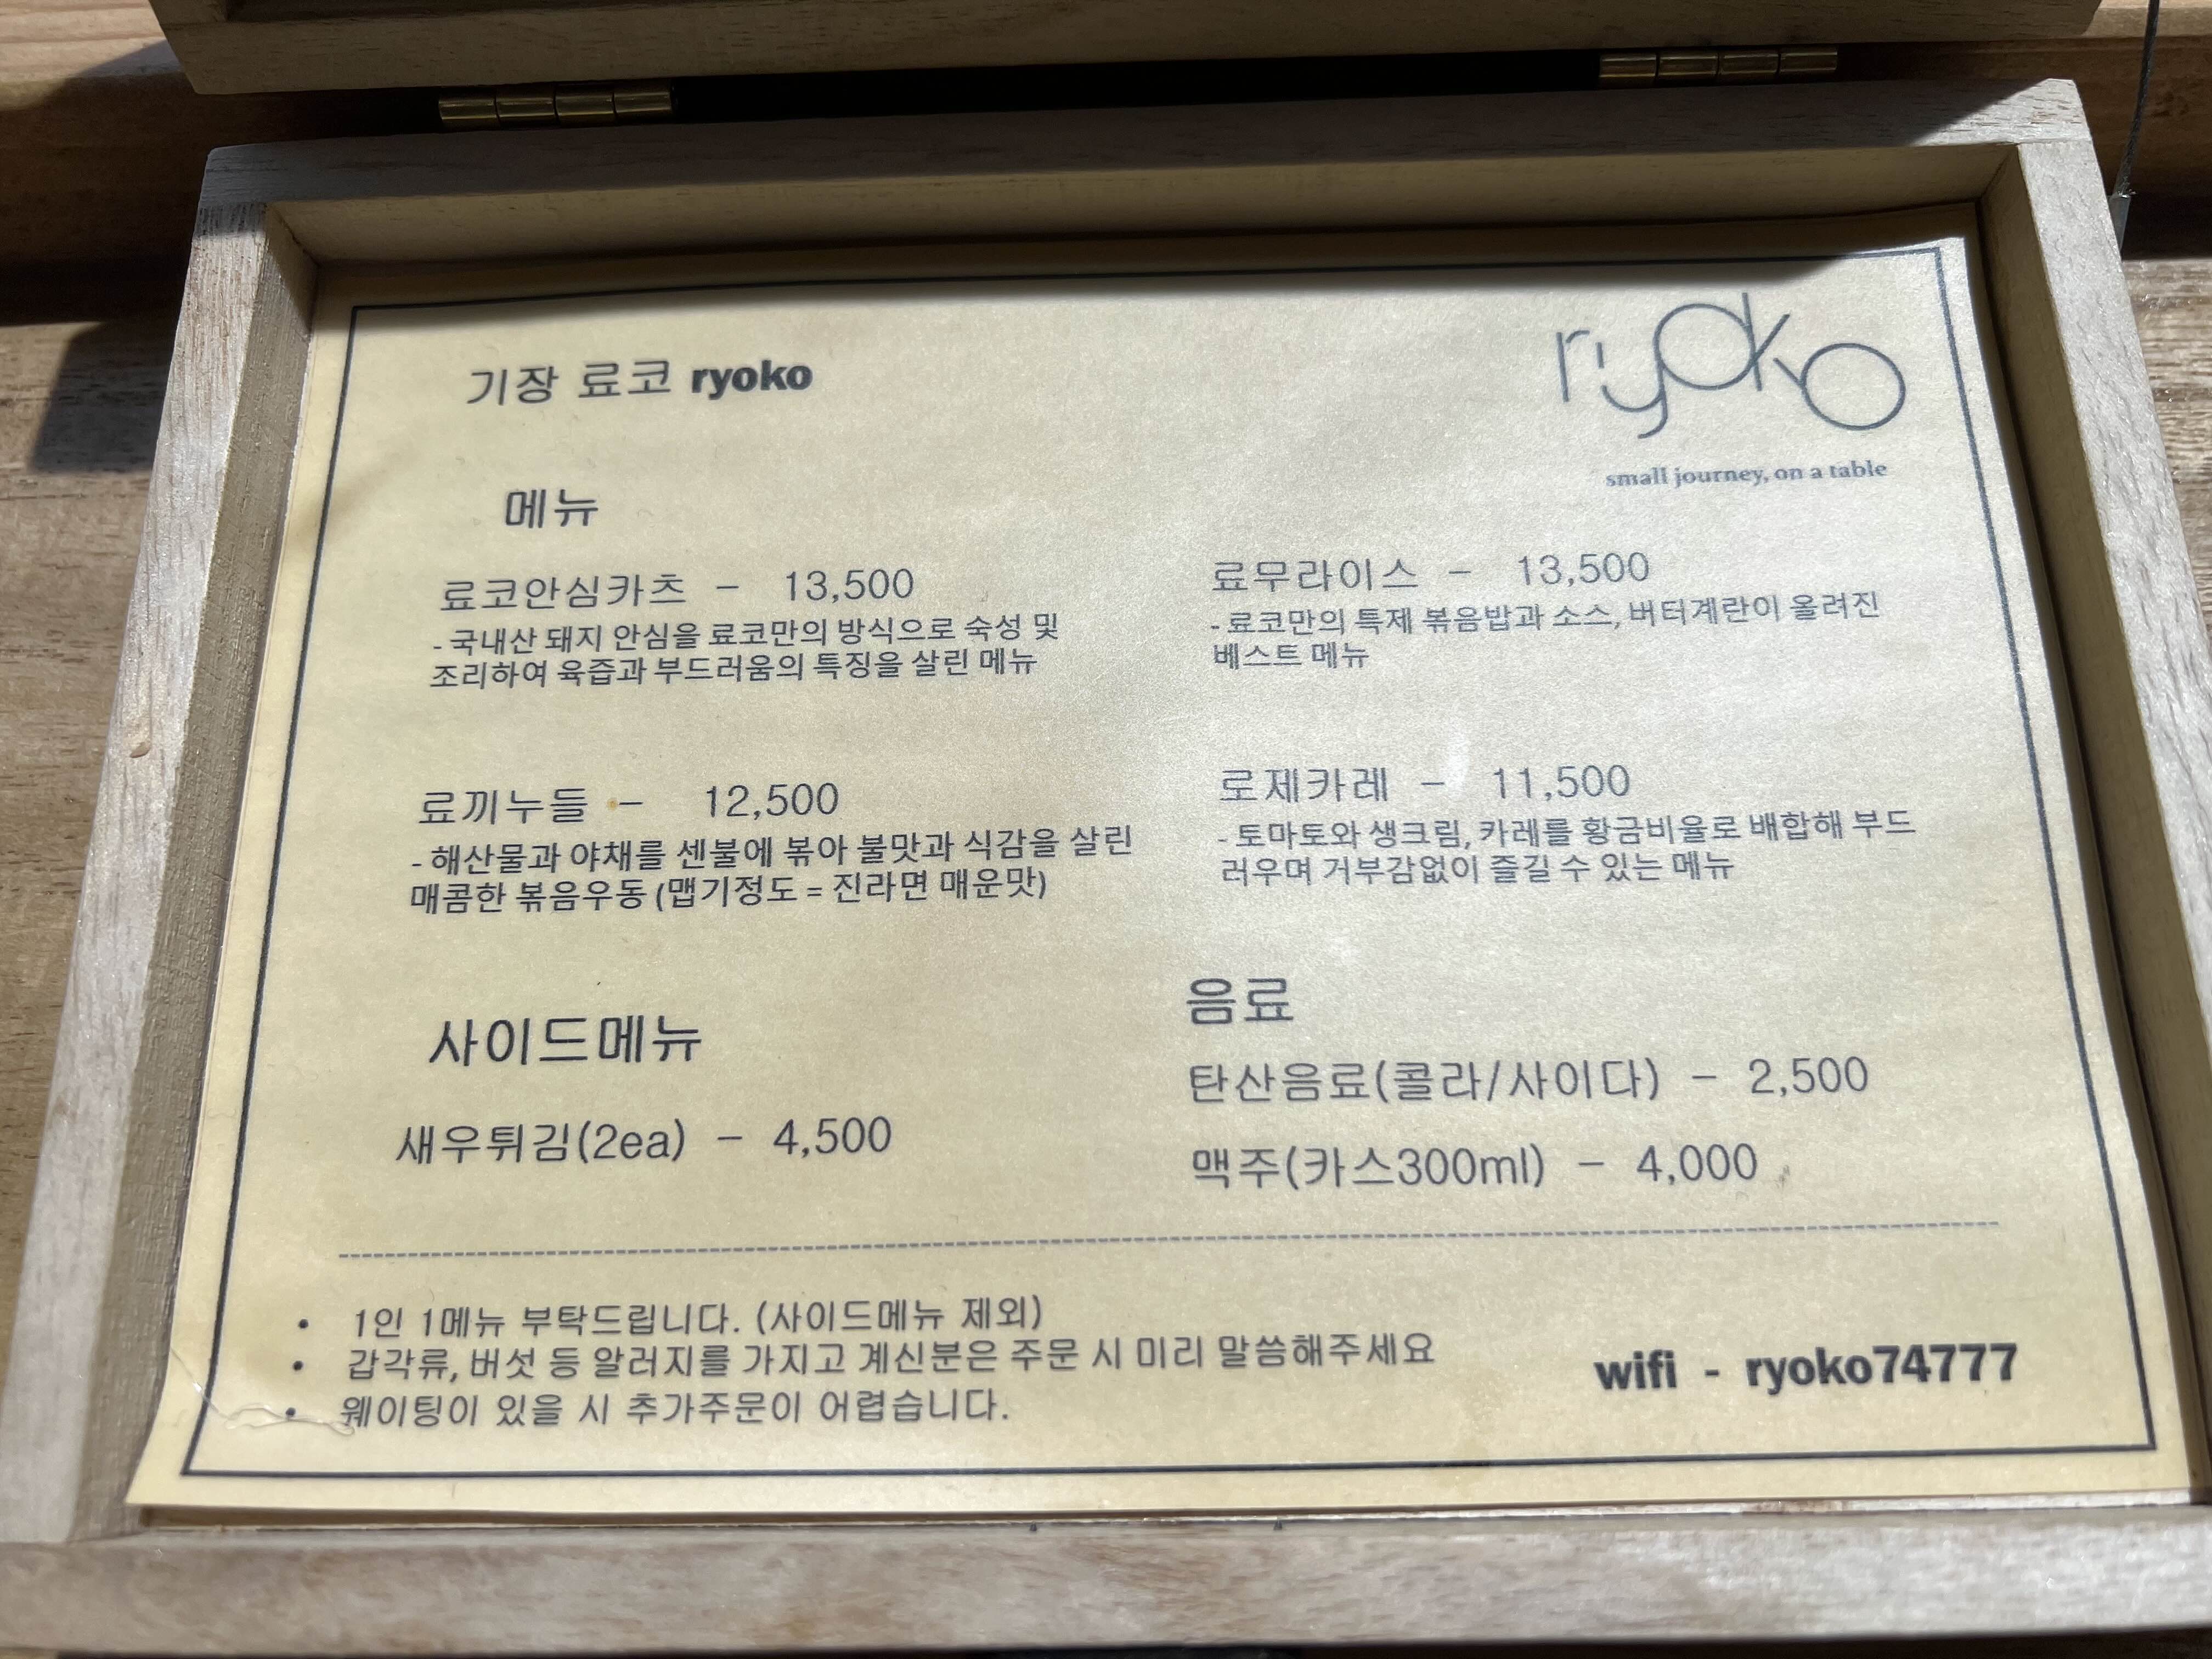 기장 료코 ryoko
ryoko
small journey, on a table
메뉴
료코안심카츠 - 13,500
- 국내산 돼지 안심을 료코만의 방식으로 숙성 및
조리하여 육즙과 부드러움의 특징을 살린 메뉴
료무라이스 - 13,500
- 료코만의 특제 볶음밥과 소스, 버터계란이 올려진
베스트 메뉴
료끼누들 - 12,500
- 해산물과 야채를 센불에 볶아 불맛과 식감을 살린
매콤한 볶음우동 (맵기정도 = 진라면 매운맛)
로제카레 - 11,500
- 토마토와 생크림, 카레를 황금비율로 배합해 부드
러우며 거부감없이 즐길 수 있는 메뉴
사이드메뉴
새우튀김(2ea) - 4,500
음료
탄산음료(콜라/사이다) - 2,500
맥주(카스300ml) - 4,000
• 1인 1메뉴 부탁드립니다. (사이드메뉴 제외)
• 갑각류, 버섯 등 알러지를 가지고 계신분은 주문 시 미리 말씀해주세요
• 웨이팅이 있을 시 추가주문이 어렵습니다.
wifi - ryoko74777